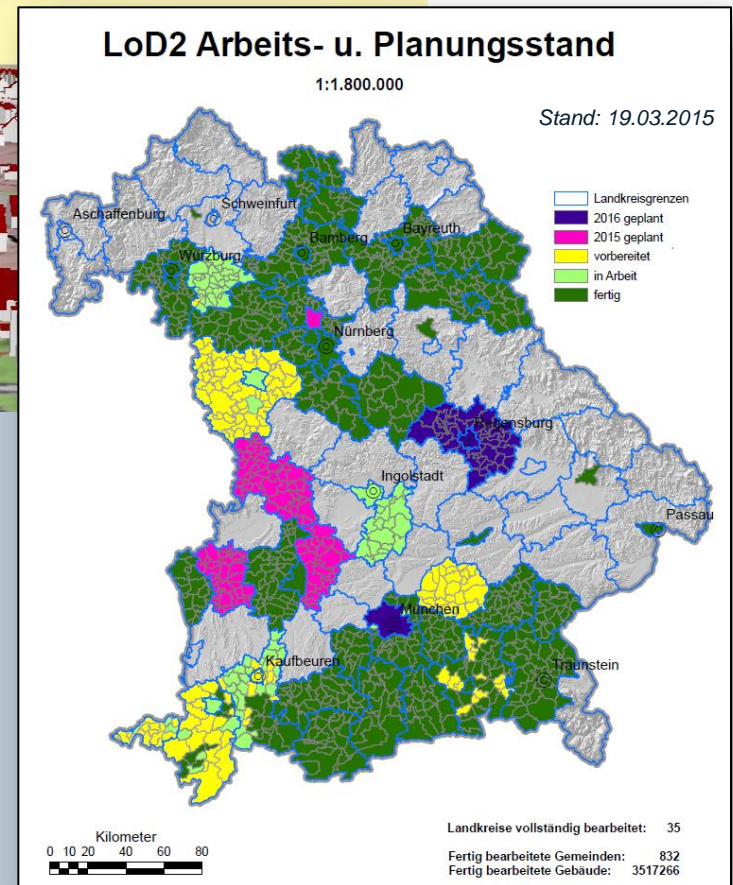 LoD2 Arbeits- u. Planungsstand
1:1.800.000
Stand: 19.03.2015
Landkreisgrenzen
2016 geplant
2015 geplant
vorbereitet
in Arbeit
fertig
Aschaffenburg
Schweinfurt
Bamberg
Bayreuth
Würzburg
Nürnberg
Regensburg
Ingolstadt
Passau
München
Kaufbeuren
Traunstein
Kilometer
0 10 20 40 60 80
Landkreise vollständig bearbeitet: 35
Fertig bearbeitete Gemeinden: 832
Fertig bearbeitete Gebäude: 3517266